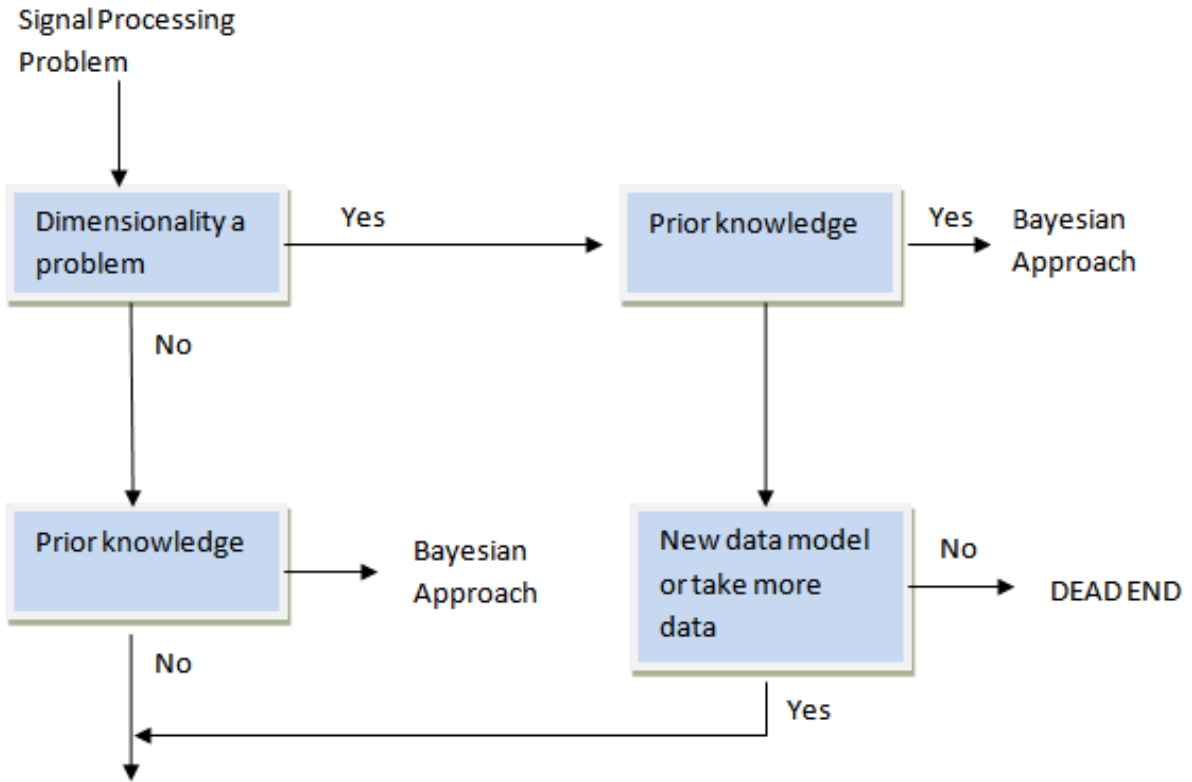 Signal Processing
Problem
Dimensionality a
problem
Yes
Prior knowledge
Yes
Bayesian
Approach
No
Prior knowledge
Bayesian
Approach
New data model
or take more
data
No
DEAD END
No
Yes